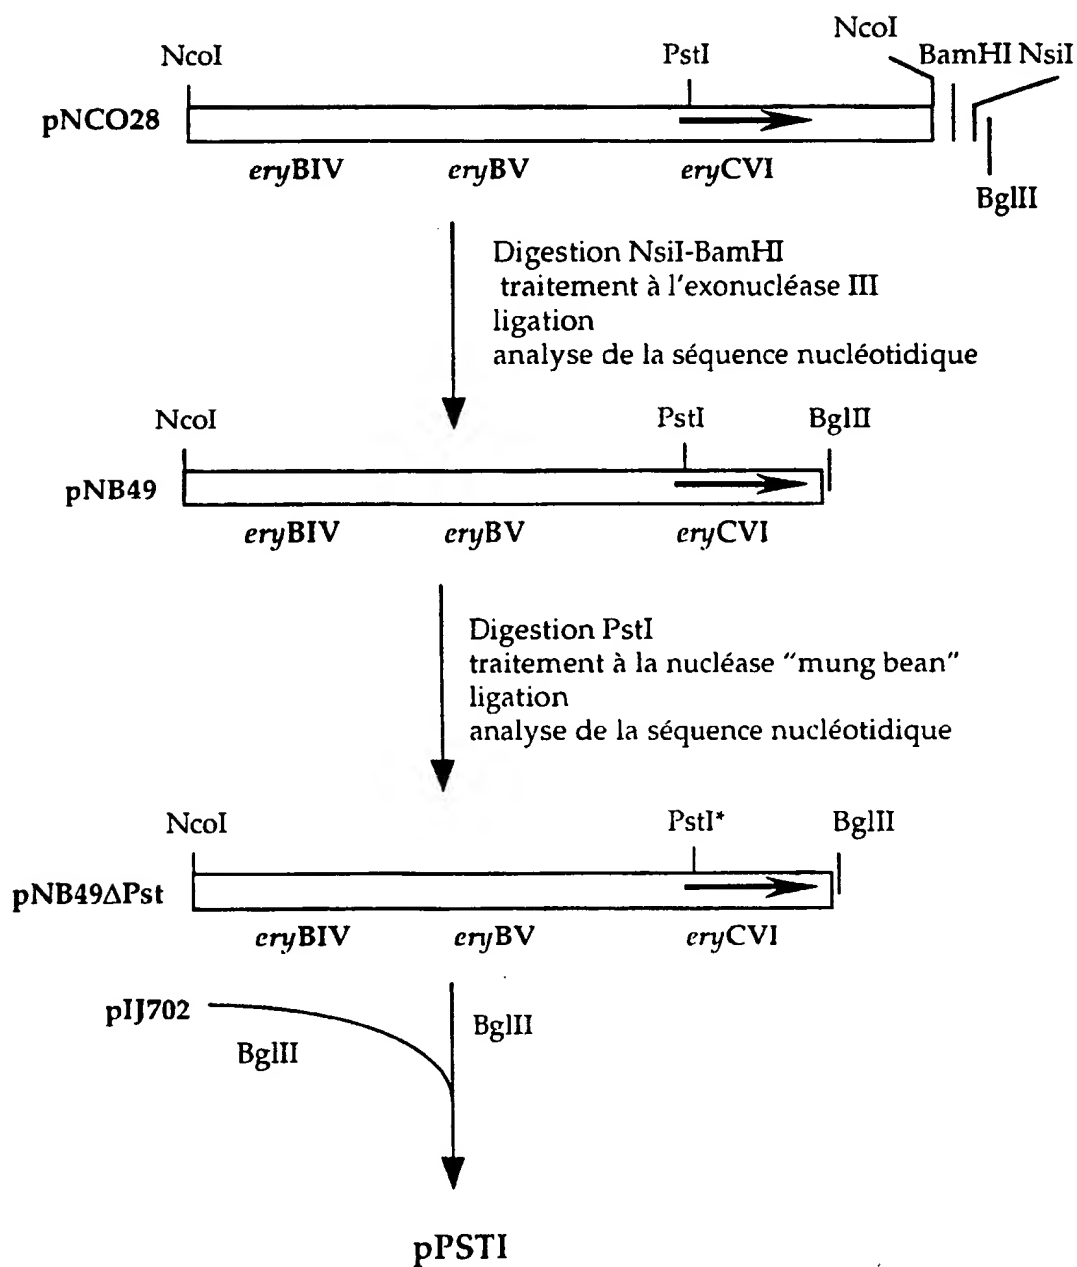 NcoI
PstI
NcoI
BamHI NsiI
pNCO28
eryBIV
eryBV
eryCVI
BglII
Digestion NsiI-BamHI
traitement à l'exonucléase III
ligation
analyse de la séquence nucléotidique
NcoI
PstI
BglII
pNB49
eryBIV
eryBV
eryCVI
Digestion PstI
traitement à la nucléase "mung bean"
ligation
analyse de la séquence nucléotidique
NcoI
PstI*
BglII
pNB49ΔPst
eryBIV
eryBV
eryCVI
pIJ702
BglII
BglII
pPSTI